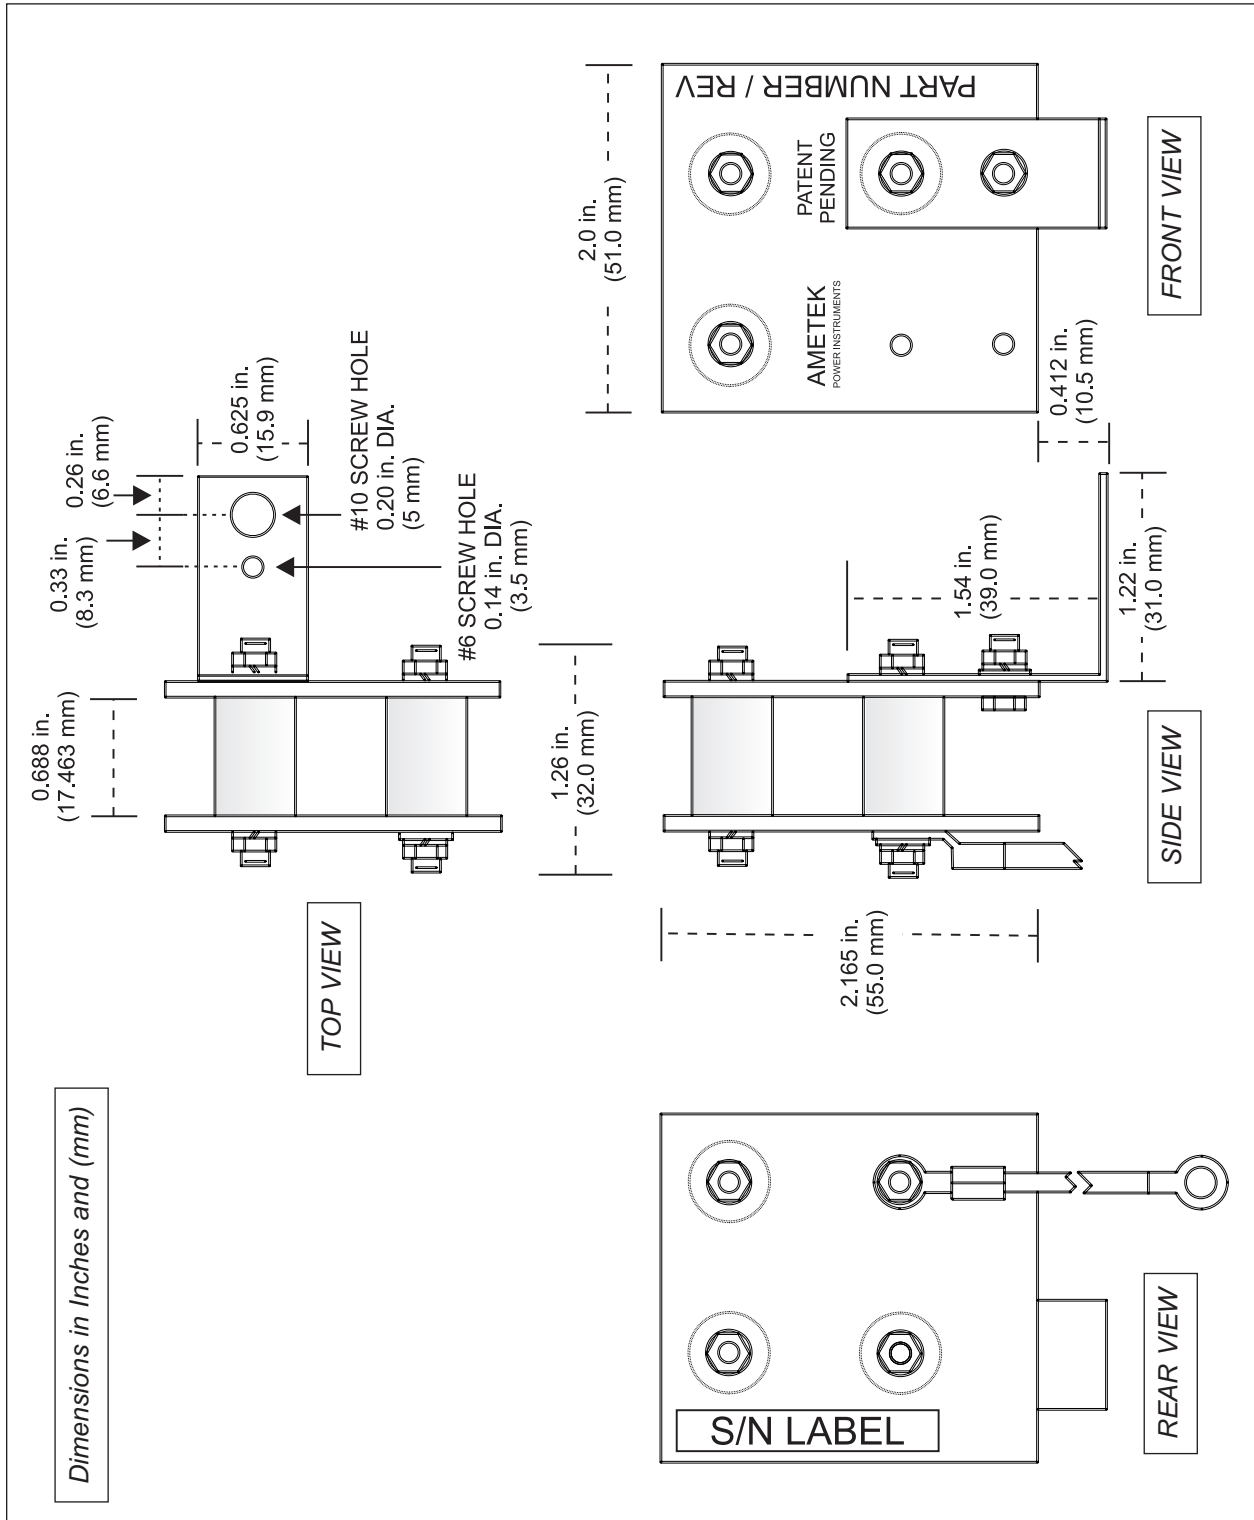 Dimensions in Inches and (mm)
0.688 in.
(17.463 mm)
0.33 in.
(8.3 mm)
0.26 in.
(6.6 mm)
0.625 in.
(15.9 mm)
TOP VIEW
#10 SCREW HOLE
0.20 in. DIA.
(5 mm)
#6 SCREW HOLE
0.14 in. DIA.
(3.5 mm)
1.26 in.
(32.0 mm)
2.0 in.
(51.0 mm)
S/N LABEL
REAR VIEW
2.165 in.
(55.0 mm)
1.54 in.
(39.0 mm)
1.22 in.
(31.0 mm)
SIDE VIEW
0.412 in.
(10.5 mm)
PART NUMBER / REV
PATENT
PENDING
AMETEK
POWER INSTRUMENTS
FRONT VIEW